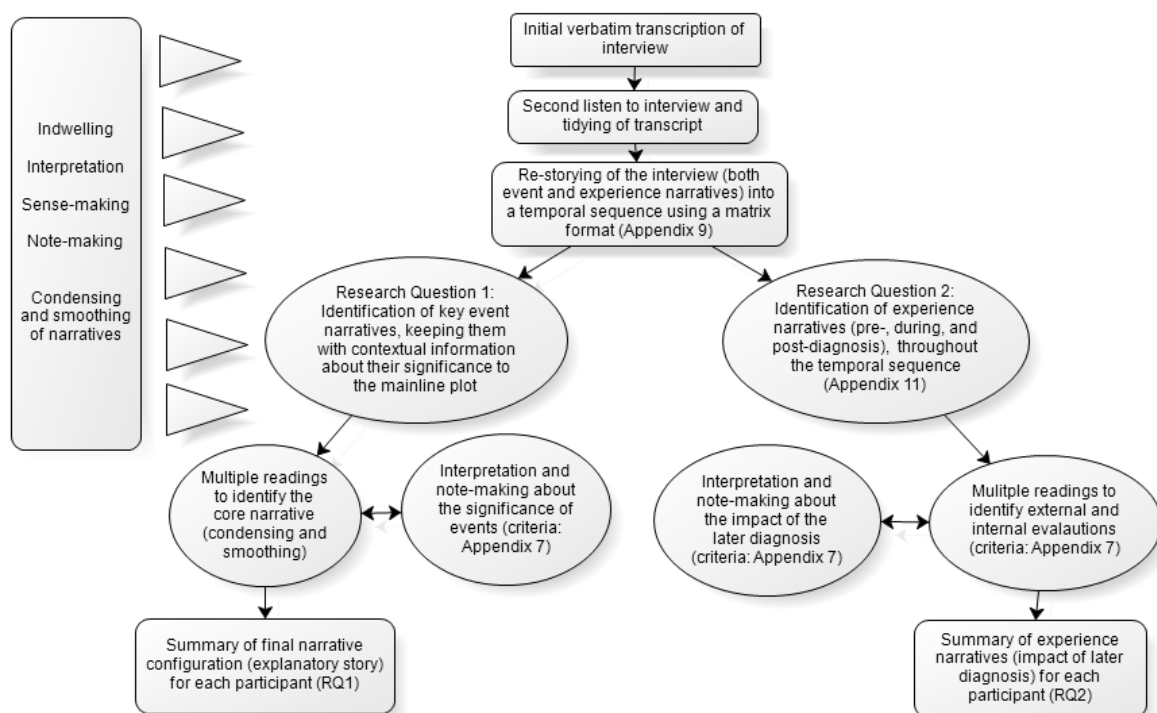 Indwelling
Interpretation
Sense-making
Note-making
Condensing
and smoothing
of narratives
Initial verbatim transcription of
interview
Second listen to interview and
tidying of transcript
Re-storying of the interview (both
event and experience narratives) into
a temporal sequence using a matrix
format (Appendix 9)
Research Question 1:
Identification of key event
narratives, keeping them
with contextual information
about their significance to
the mainline plot
Research Question 2:
Identification of experience
narratives (pre-, during, and
post-diagnosis), throughout
the temporal sequence
(Appendix 11)
Multiple readings
to identify the
core narrative
(condensing and
smoothing)
Interpretation and
note-making about
the significance of
events (criteria:
Appendix 7)
Interpretation and
note-making about
the impact of the
later diagnosis
(criteria: Appendix 7)
Mulitple readings to
identify external and
internal evalautions
(criteria: Appendix 7)
Summary of final narrative
configuration (explanatory story)
for each participant (RQ1)
Summary of experience
narratives (impact of later
diagnosis) for each
participant (RQ2)